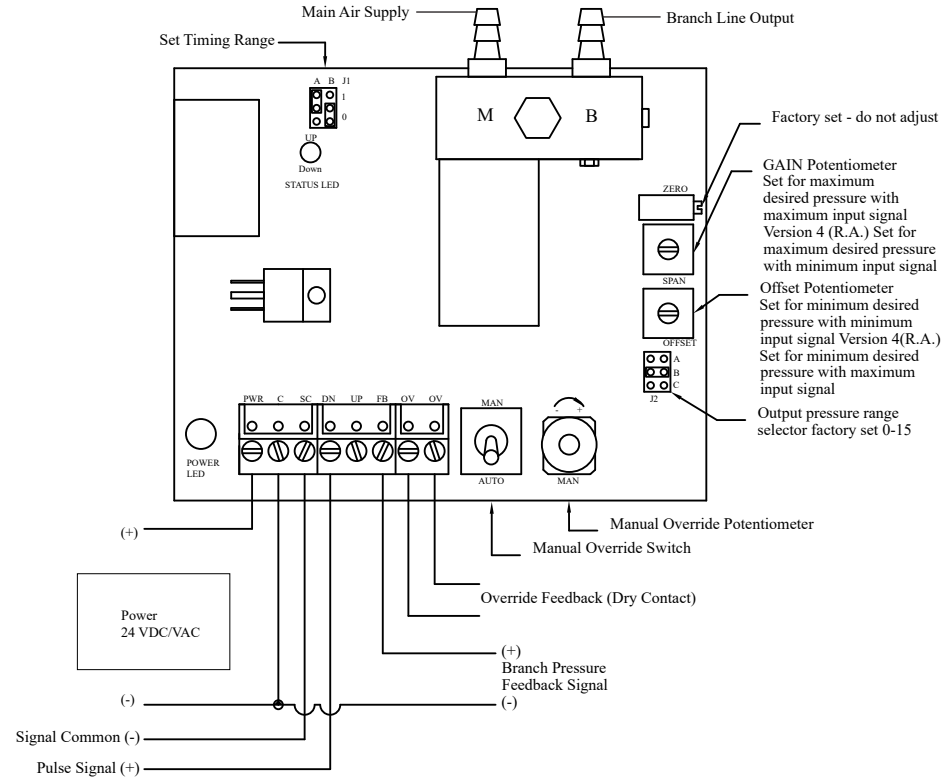 Main Air Supply
Branch Line Output
Set Timing Range
A B J1
1
0
UP
Down
STATUS LED
M
B
Factory set - do not adjust
ZERO
GAIN Potentiometer
Set for maximum
desired pressure with
maximum input signal
Version 4 (R.A.) Set for
maximum desired pressure
with minimum input signal
SPAN
Offset Potentiometer
Set for minimum desired
pressure with minimum
input signal Version 4(R.A.)
Set for minimum desired
pressure with maximum
input signal
OFFSET
A
B
C
J2
Output pressure range
selector factory set 0-15
PWR C SC DN UP FB OV OV
MAN
- +
POWER
LED
AUTO
MAN
(+)
Manual Override Potentiometer
Manual Override Switch
Override Feedback (Dry Contact)
Power
24 VDC/VAC
(+)
Branch Pressure
Feedback Signal
(-)
(-)
Signal Common (-)
Pulse Signal (+)